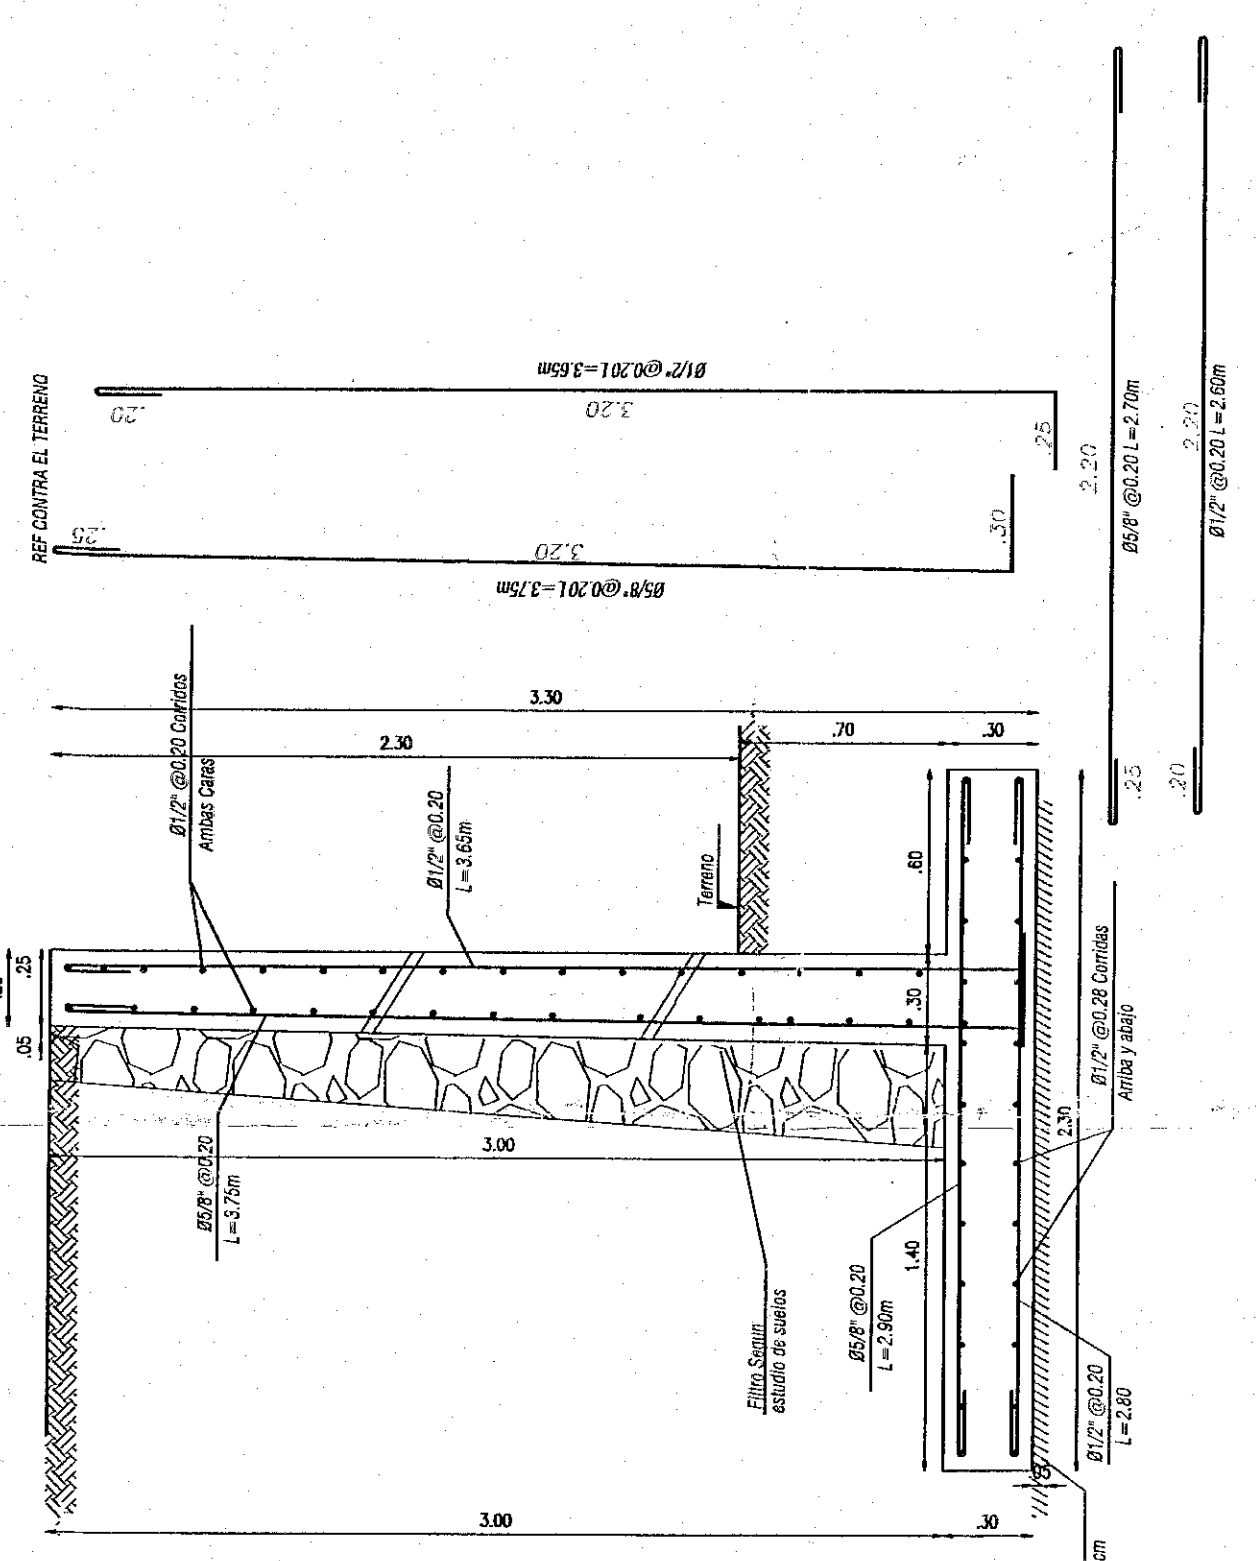 REF CONTRA EL TERRENO
Ø1/2" @0.20 L=3.65m
.20
3.20
.25
.25
3.20
.30
Ø5/8" @0.20 L=3.75m
2.20
Ø5/8" @0.20 L=2.70m
.25
2.20
Ø1/2" @0.20 L=2.60m
.20
Ø1/2" @0.20 Corridos
Ambas Caras
3.30
2.30
.70
.30
Ø1/2" @0.20
L=3.65m
Terreno
.60
.25
.05
.30
Ø1/2" @0.28 Corridas
Arriba y abajo
2.30
3.00
Ø5/8" @0.20
L=3.75m
1.40
Filtro Segun
estudio de suelos
Ø5/8" @0.20
L=2.90m
Ø1/2" @0.20
L=2.80
3.00
.30
cm